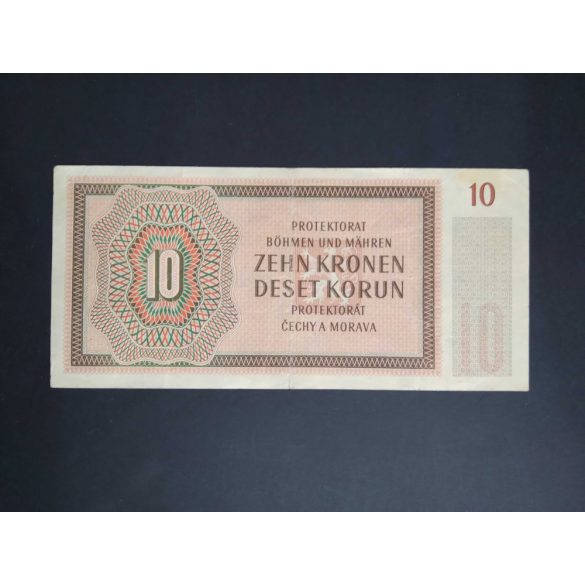 10
10
PROTEKTORAT
BÖHMEN UND MÄHREN
ZEHN KRONEN
DESET KORUN
PROTEKTORÁT
ČECHY A MORAVA
10